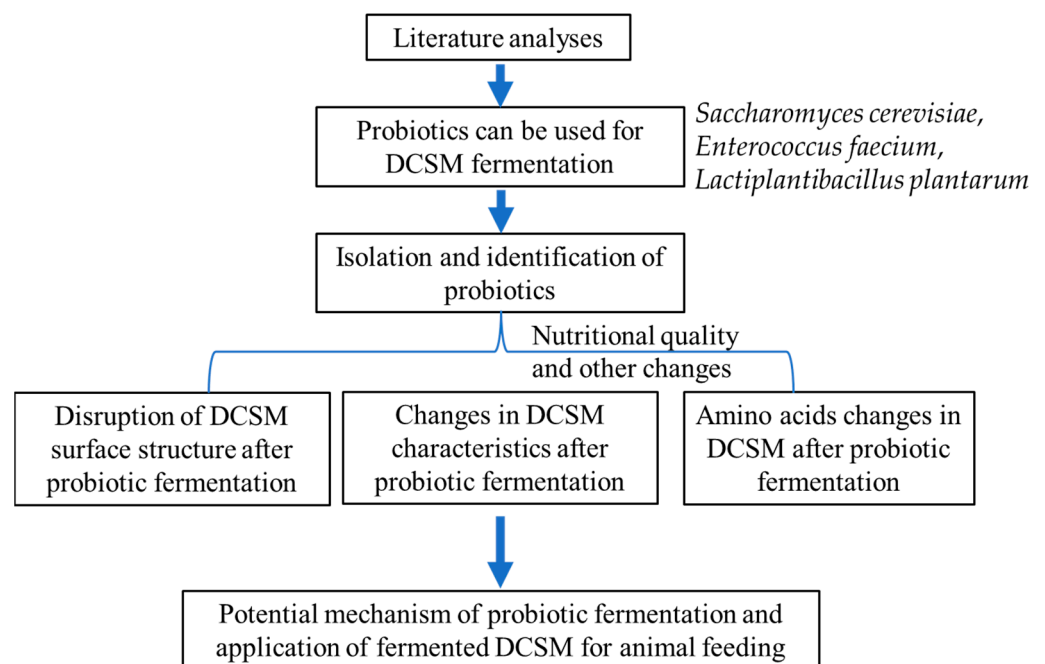 Literature analyses
Probiotics can be used for
DCSM fermentation
Saccharomyces cerevisiae,
Enterococcus faecium,
Lactiplantibacillus plantarum
Isolation and identification of
probiotics
Nutritional quality
and other changes
Disruption of DCSM
surface structure after
probiotic fermentation
Changes in DCSM
characteristics after
probiotic fermentation
Amino acids changes in
DCSM after probiotic
fermentation
Potential mechanism of probiotic fermentation and
application of fermented DCSM for animal feeding